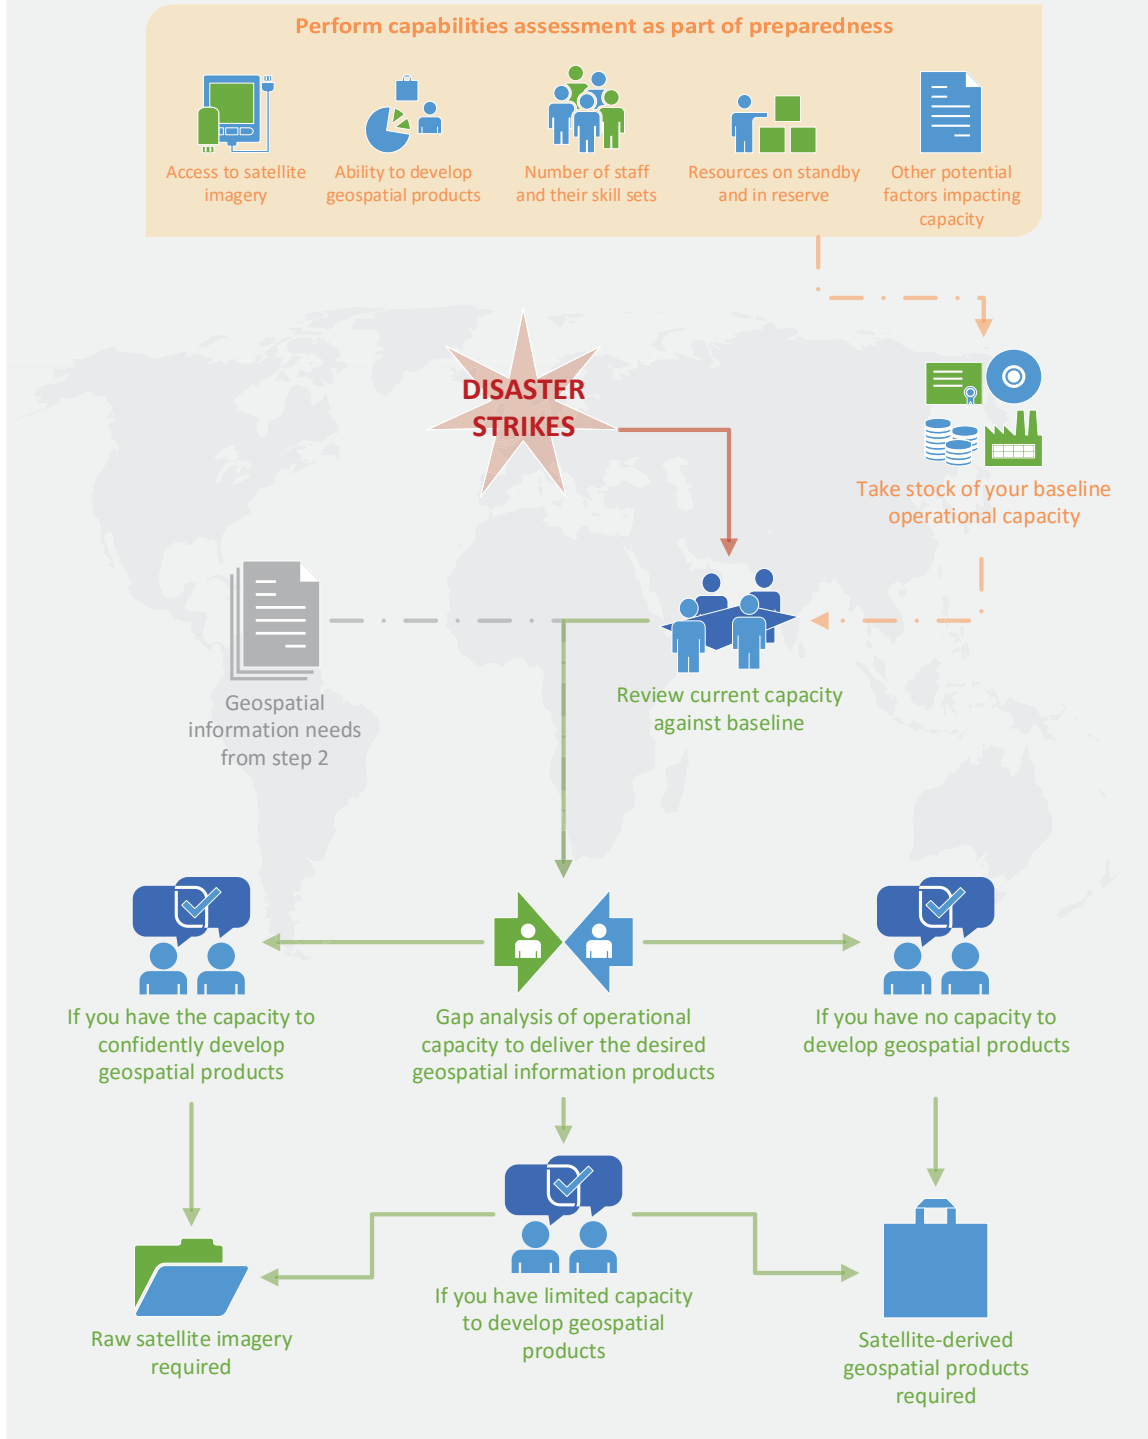 Perform capabilities assessment as part of preparedness
Access to satellite
imagery
Ability to develop
geospatial products
Number of staff
and their skill sets
Resources on standby
and in reserve
Other potential
factors impacting
capacity
DISASTER
STRIKES
Take stock of your baseline
operational capacity
Geospatial
information needs
from step 2
Review current capacity
against baseline
If you have the capacity to
confidently develop
geospatial products
Gap analysis of operational
capacity to deliver the desired
geospatial information products
If you have no capacity to
develop geospatial products
Raw satellite imagery
required
If you have limited capacity
to develop geospatial
products
Satellite-derived
geospatial products
required